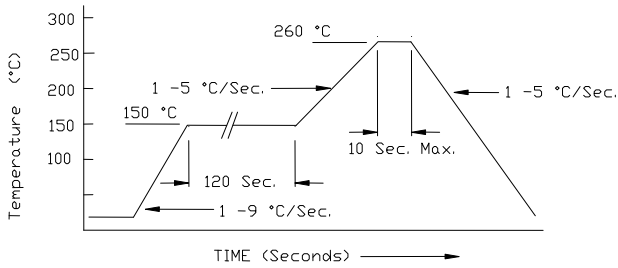 300
260 °C
250
1 -5 °C/Sec.
200
1 -5 °C/Sec.
150 °C
150
10 Sec. Max.
100
120 Sec.
1 -9 °C/Sec.
Temperature (°C)
TIME (Seconds)